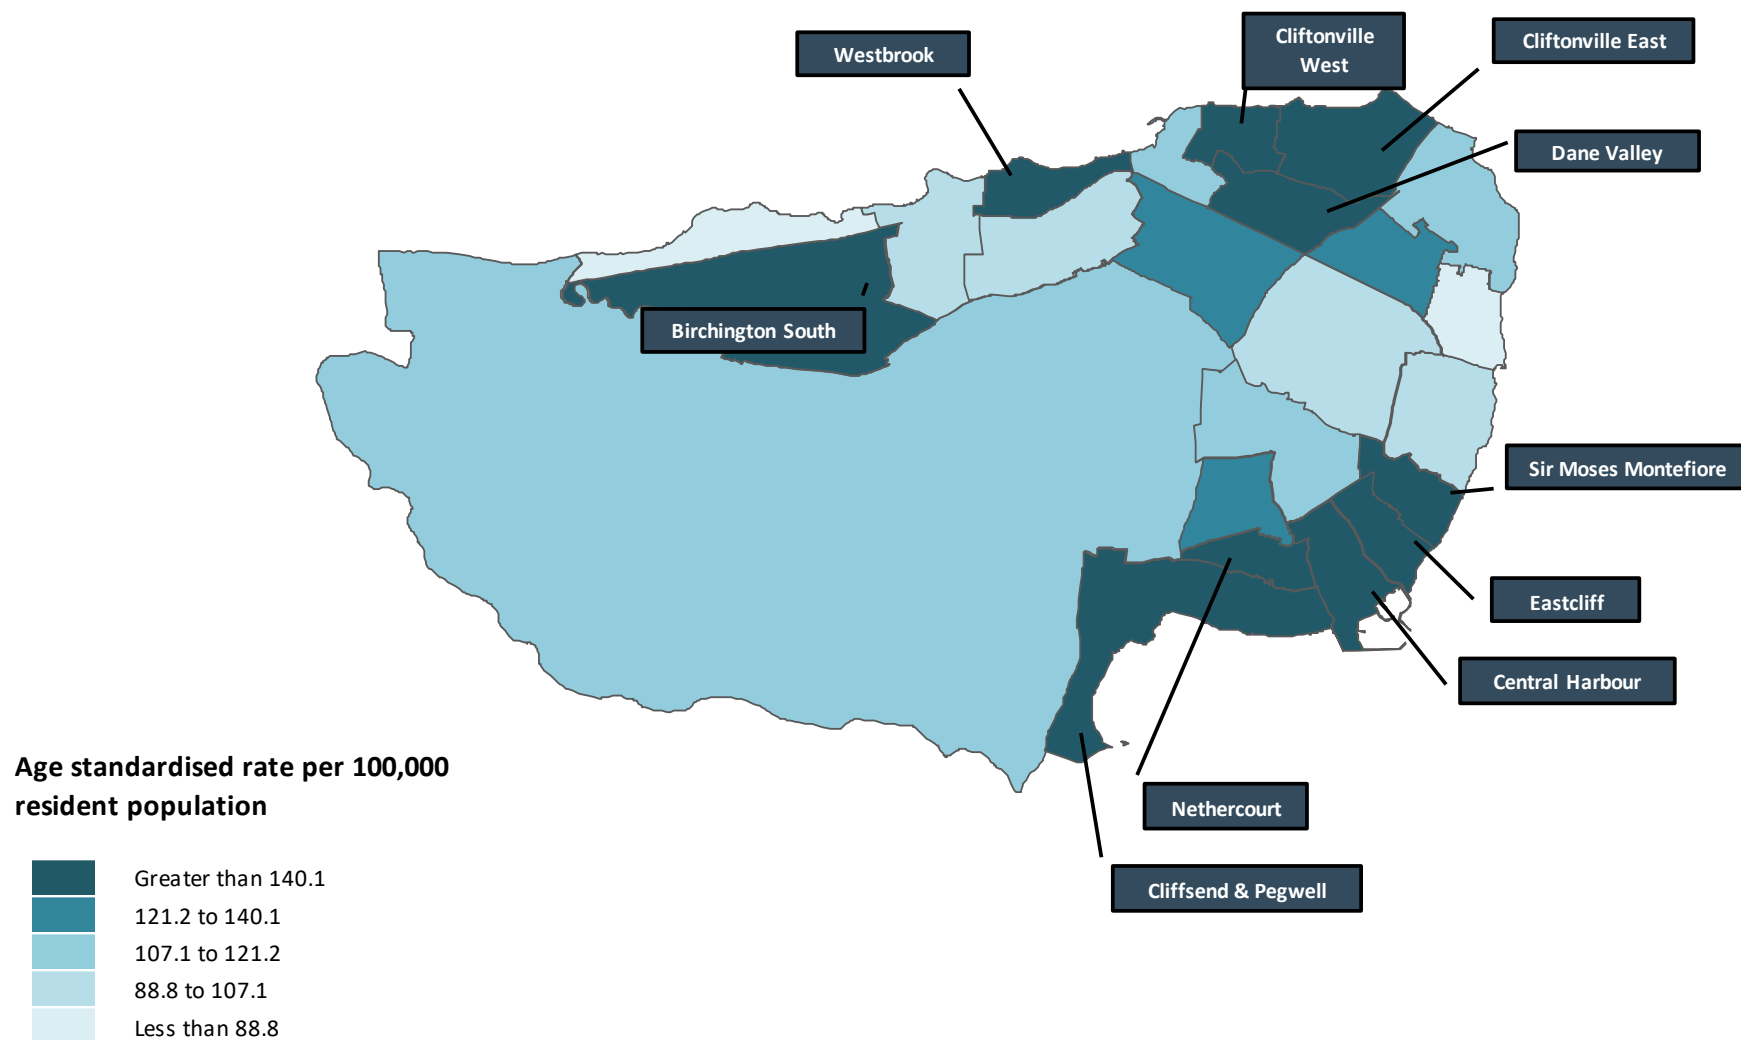 Westbrook
Cliftonville
West
Cliftonville East
Dane Valley
Birchington South
Sir Moses Montefiore
Eastcliff
Central Harbour
Nethercourt
Cliffsend & Pegwell
Age standardised rate per 100,000
resident population
Greater than 140.1
121.2 to 140.1
107.1 to 121.2
88.8 to 107.1
Less than 88.8